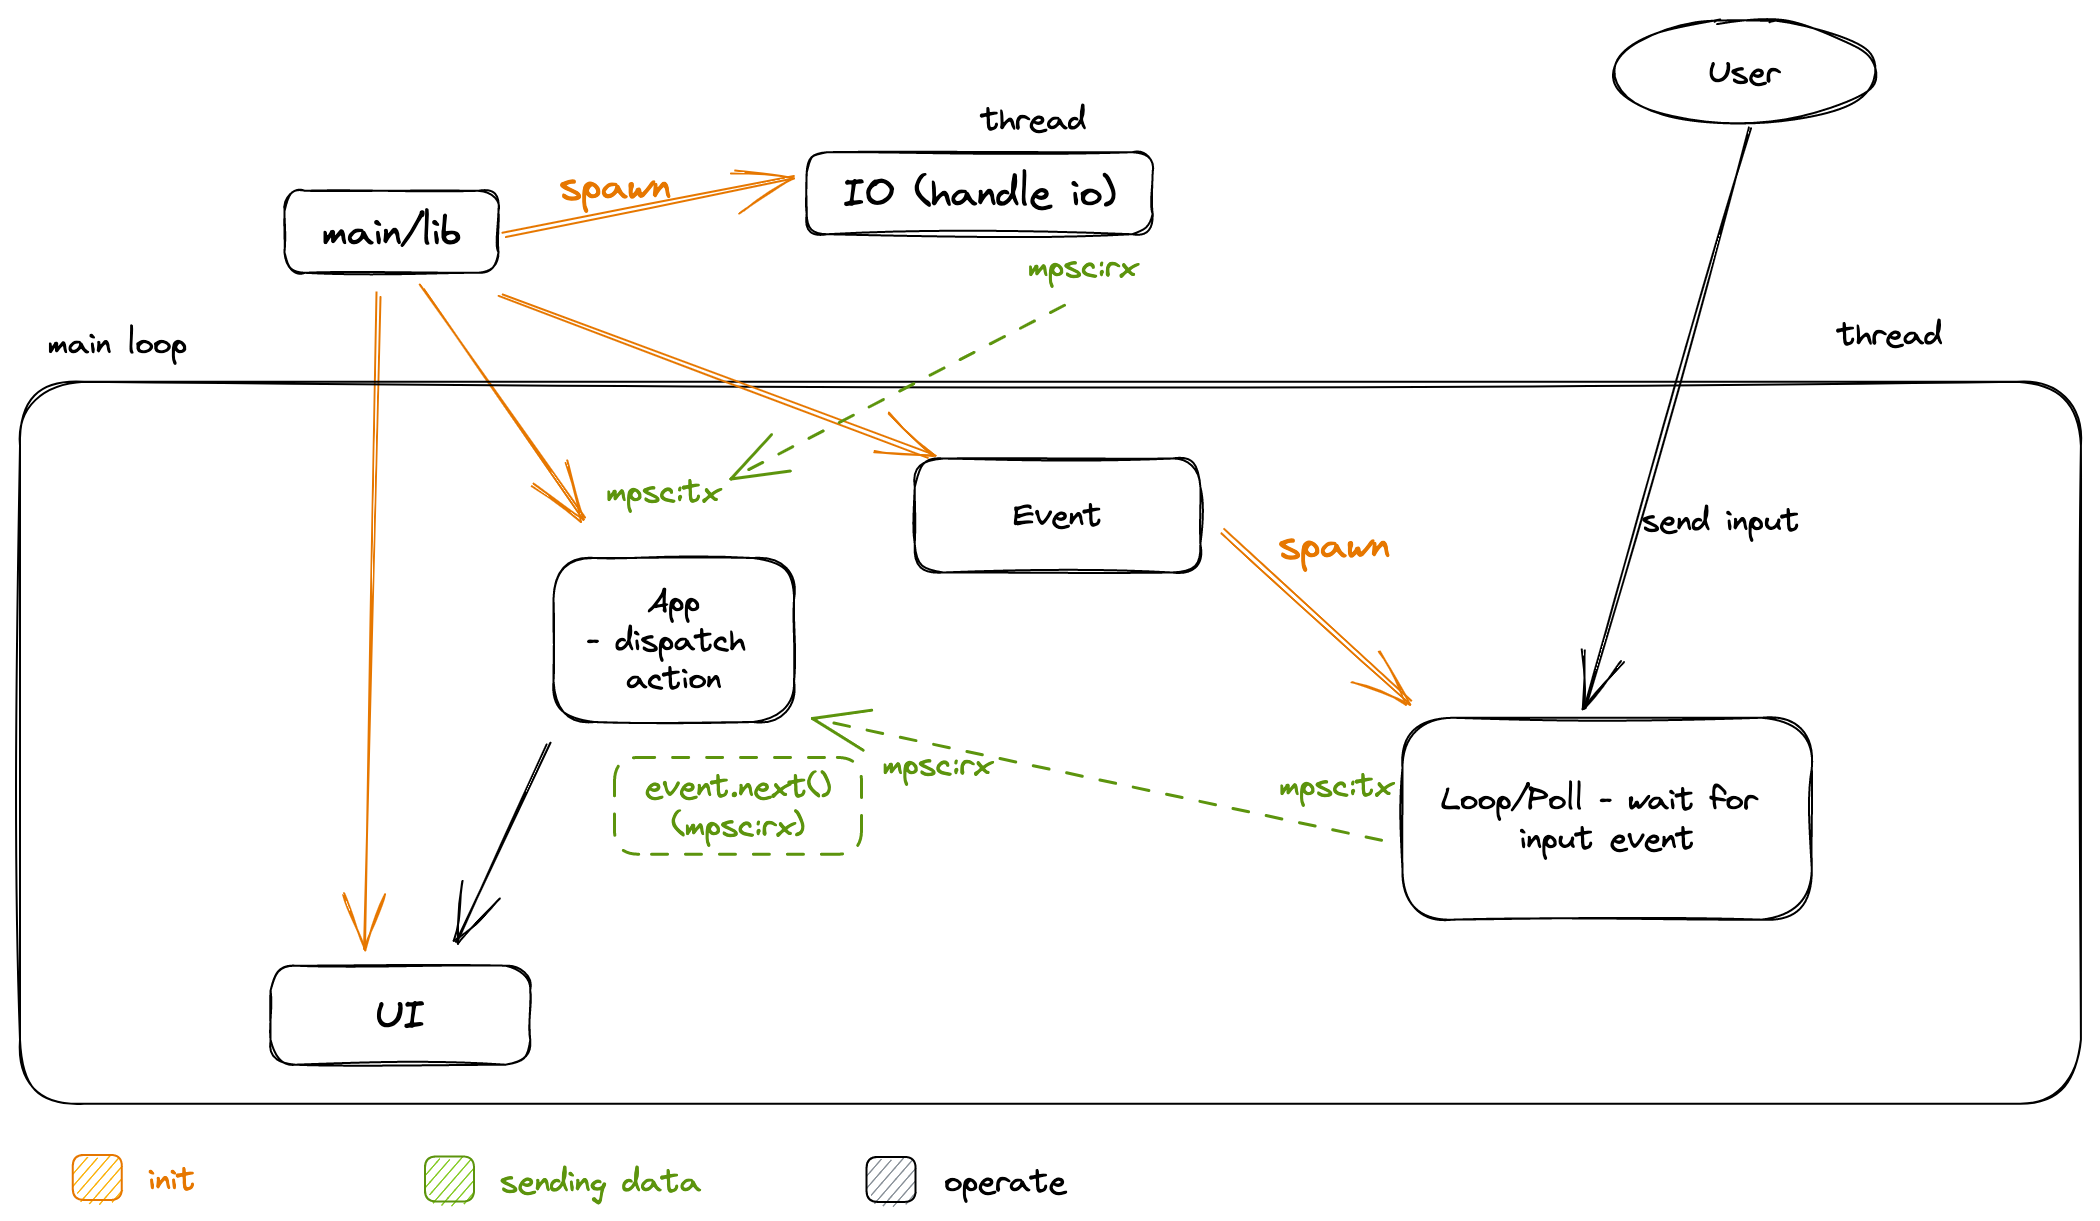 User
thread
spawn
IO (handle io)
main/lib
mpsc:rx
thread
main loop
mpsc:tx
Event
send input
spawn
App
- dispatch
action
mpsc:rx
event.next()
(mpsc:rx)
mpsc:tx
Loop/Poll - wait for
input event
UI
init
sending data
operate